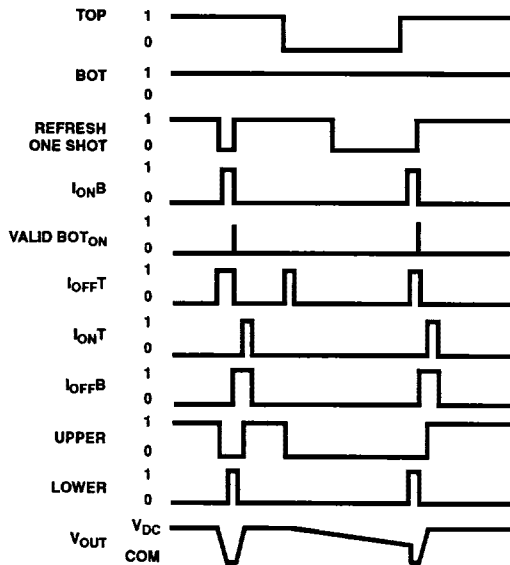 TOP
1
0
BOT
1
0
REFRESH
ONE SHOT
1
0
IONB
1
0
VALID BOTON
1
0
IOFFT
1
0
IONT
1
0
IOFFB
1
0
UPPER
1
0
LOWER
1
0
VOUT
VDC
COM